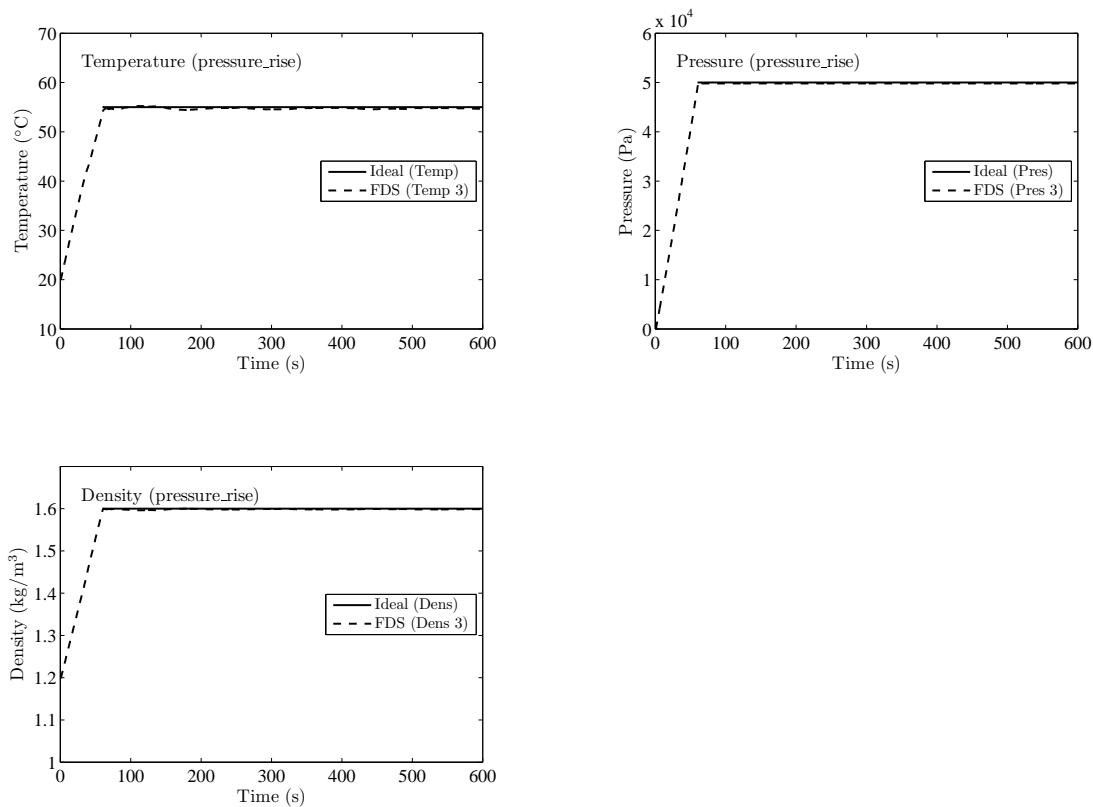 Temperature (pressure_rise)
70
60
50
40
30
20
10
Temperature (°C)
Ideal (Temp)
FDS (Temp 3)
0 100 200 300 400 500 600
Time (s)
x 10⁴
Pressure (pressure_rise)
6
5
4
3
2
1
0
Pressure (Pa)
Ideal (Pres)
FDS (Pres 3)
0 100 200 300 400 500 600
Time (s)
Density (pressure_rise)
1.6
1.5
1.4
1.3
1.2
1.1
1
Density (kg/m³)
Ideal (Dens)
FDS (Dens 3)
0 100 200 300 400 500 600
Time (s)